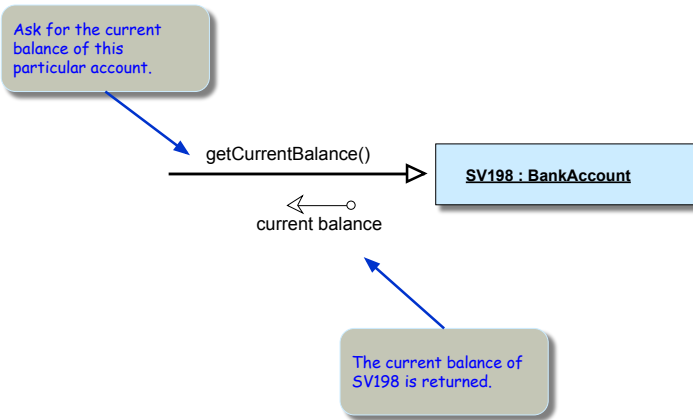 Ask for the current
balance of this
particular account.
getCurrentBalance()
SV198 : BankAccount
current balance
The current balance of
SV198 is returned.